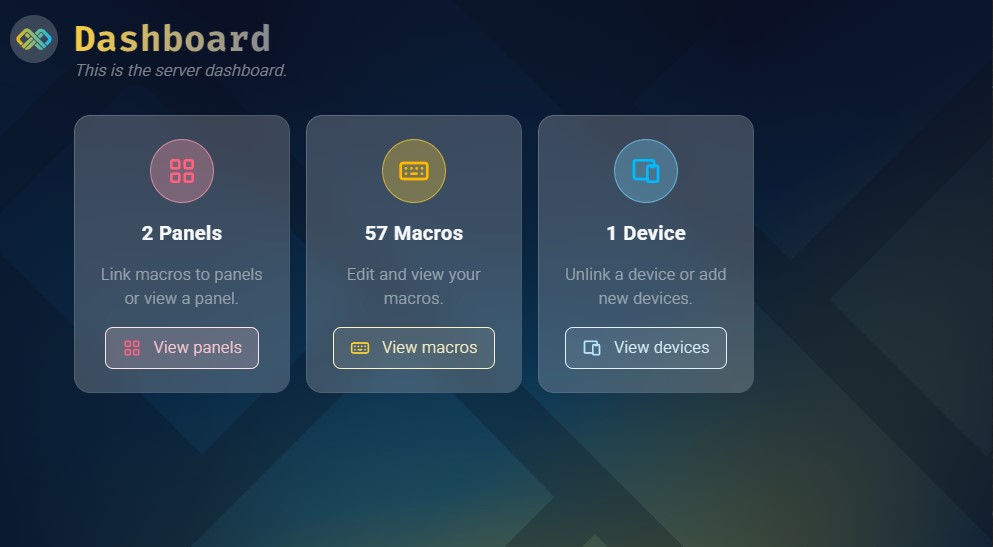 Dashboard
This is the server dashboard.
2 Panels
Link macros to panels
or view a panel.
View panels
57 Macros
Edit and view your
macros.
View macros
1 Device
Unlink a device or add
new devices.
View devices